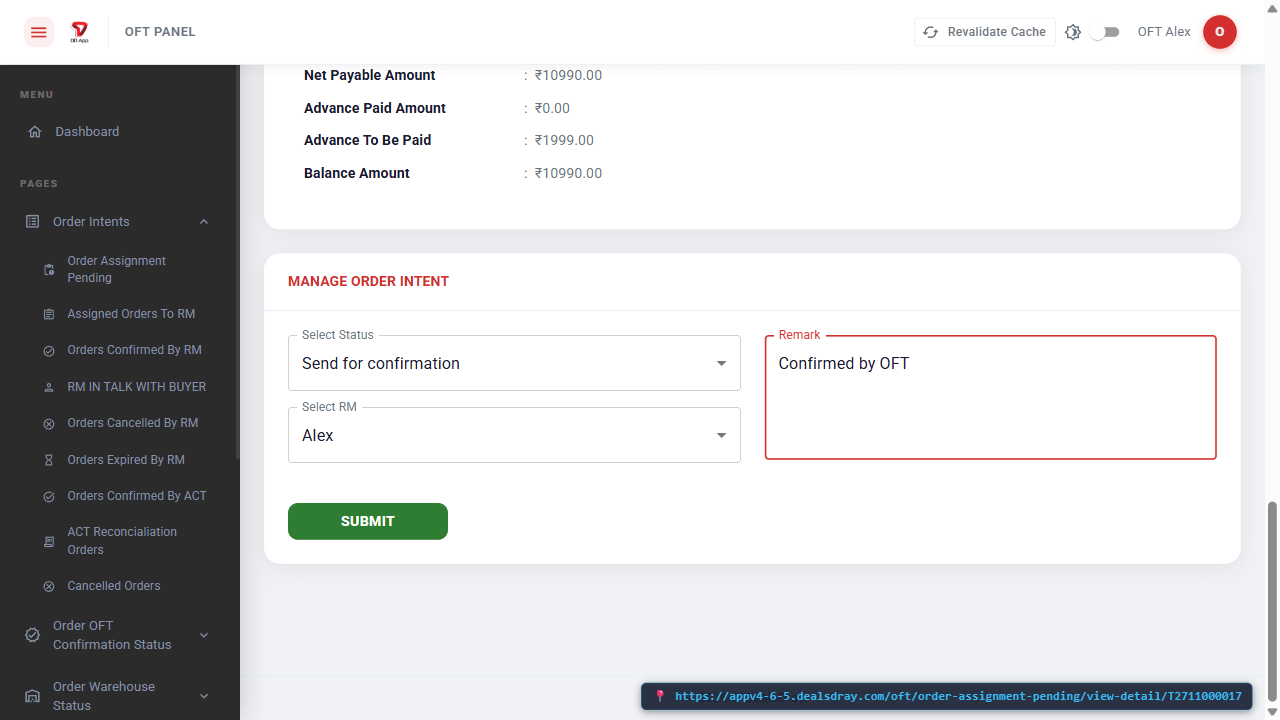 DD App
OFT PANEL
Revalidate Cache
OFT Alex
O
MENU
Dashboard
PAGES
Order Intents
Order Assignment
Pending
Assigned Orders To RM
Orders Confirmed By RM
RM IN TALK WITH BUYER
Orders Cancelled By RM
Orders Expired By RM
Orders Confirmed By ACT
ACT Reconcialiation
Orders
Cancelled Orders
Order OFT
Confirmation Status
Order Warehouse
Status
Net Payable Amount : ₹10990.00
Advance Paid Amount : ₹0.00
Advance To Be Paid : ₹1999.00
Balance Amount : ₹10990.00
MANAGE ORDER INTENT
Select Status
Send for confirmation
Select RM
Alex
Remark
Confirmed by OFT
SUBMIT
https://appv4-6-5.dealsdray.com/oft/order-assignment-pending/view-detail/T2711000017